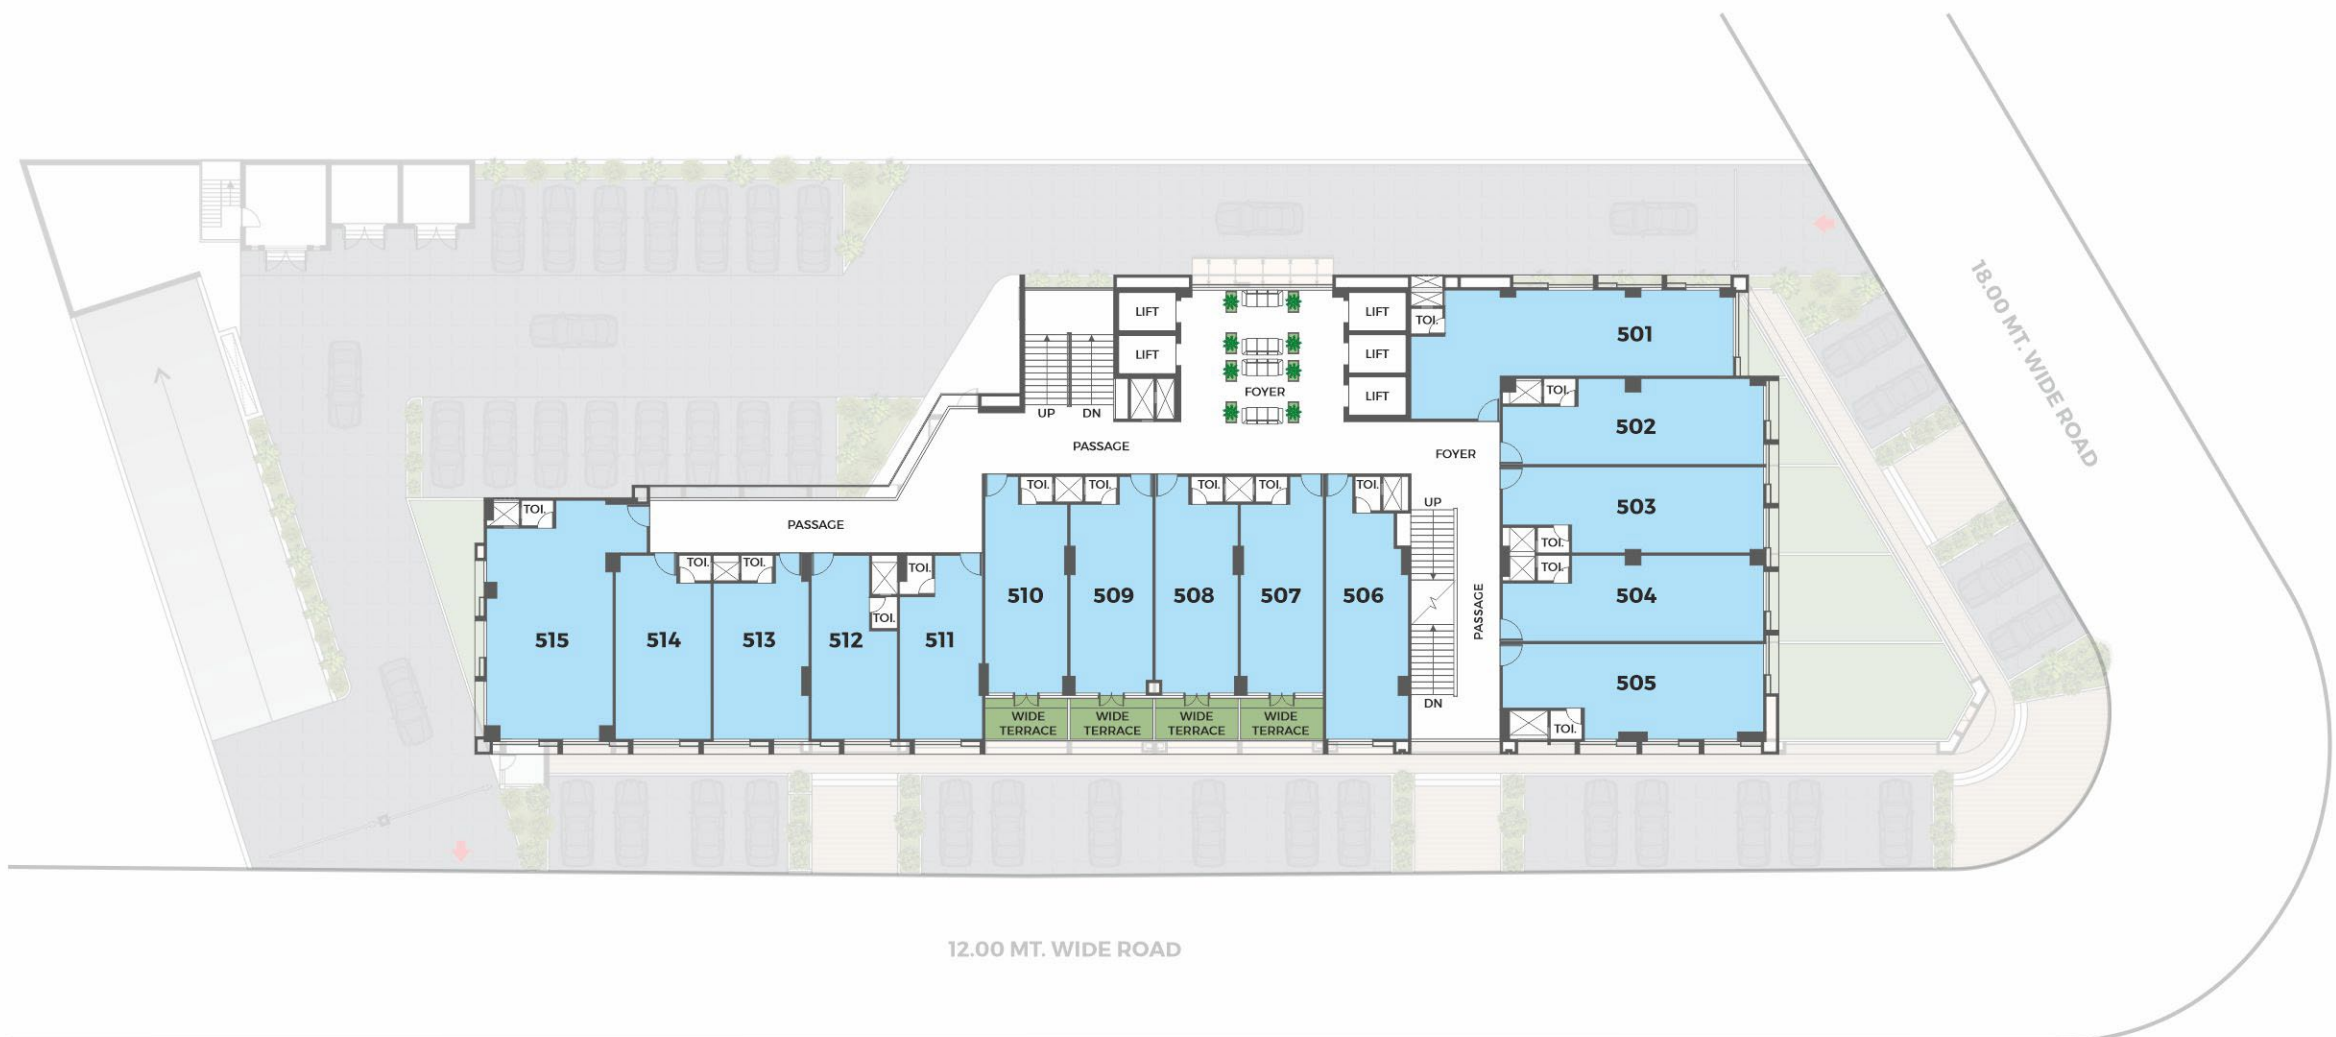 18.00 MT. WIDE ROAD
LIFT
LIFT
LIFT
LIFT
LIFT
TOI.
501
FOYER
UP
DN
TOI.
502
PASSAGE
FOYER
TOI.
TOI.
TOI.
TOI.
TOI.
UP
503
TOI.
PASSAGE
TOI.
TOI.
TOI.
TOI.
TOI.
TOI.
510
509
508
507
506
504
PASSAGE
515
514
513
512
511
505
DN
WIDE
TERRACE
WIDE
TERRACE
WIDE
TERRACE
WIDE
TERRACE
TOI.
12.00 MT. WIDE ROAD